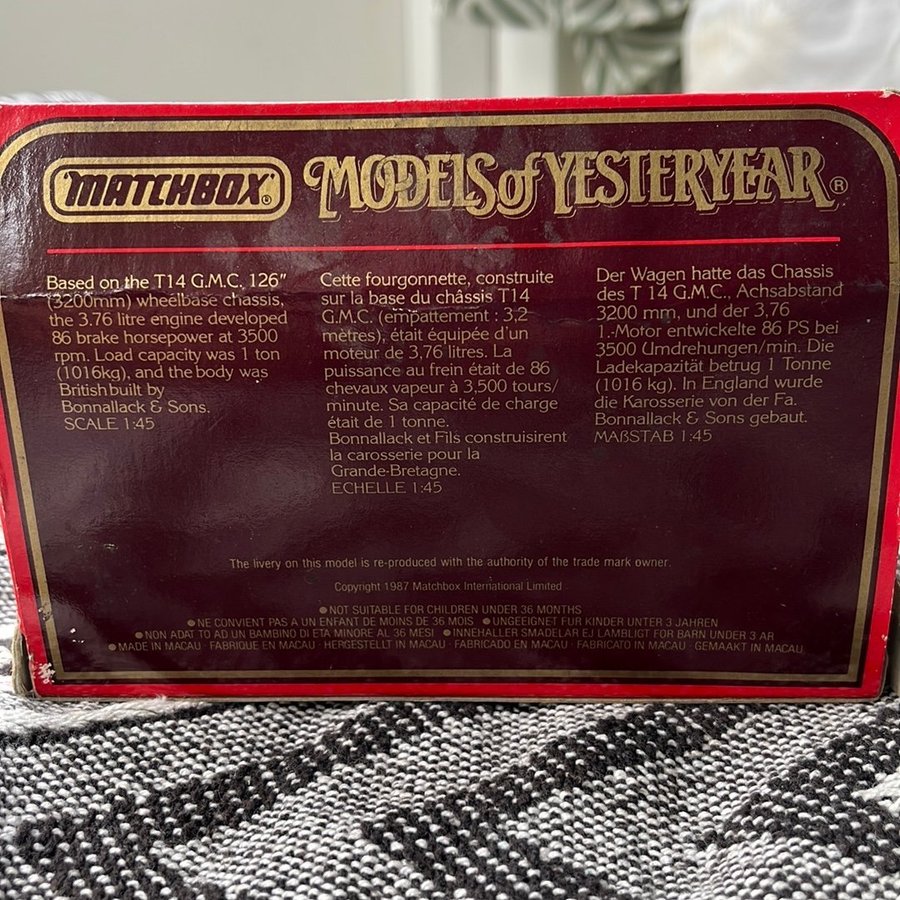 MATCHBOX®
MODELS of YESTERYEAR®
Based on the T14 G.M.C. 126"
(3200mm) wheelbase chassis,
the 3.76 litre engine developed
86 brake horsepower at 3500
rpm. Load capacity was 1 ton
(1016kg), and the body was
British built by
Bonnallack & Sons.
SCALE 1:45
Cette fourgonnette, construite
sur la base du châssis T14
G.M.C. (empattement : 3,2
mètres), était équipée d'un
moteur de 3,76 litres. La
puissance au frein était de 86
chevaux vapeur à 3,500 tours/
minute. Sa capacité de charge
était de 1 tonne.
Bonnallack et Fils construisirent
la carosserie pour la
Grande-Bretagne.
ECHELLE 1:45
Der Wagen hatte das Chassis
des T 14 G.M.C., Achsabstand
3200 mm, und der 3,76
1.-Motor entwickelte 86 PS bei
3500 Umdrehungen/min. Die
Ladekapazität betrug 1 Tonne
(1016 kg). In England wurde
die Karosserie von der Fa.
Bonnallack & Sons gebaut.
MAßSTAB 1:45
The livery on this model is re-produced with the authority of the trade mark owner.
Copyright 1987 Matchbox International Limited
● NOT SUITABLE FOR CHILDREN UNDER 36 MONTHS
● NE CONVIENT PAS A UN ENFANT DE MOINS DE 36 MOIS ● UNGEEIGNET FUR KINDER UNTER 3 JAHREN
● NON ADATTO AD UN BAMBINO DI ETA MINORE AL 36 MESI ● INNEHALLER SMADELAR EJ LAMBLIGT FOR BARN UNDER 3 AR
● MADE IN MACAU · FABRIQUE EN MACAU · HERGESTELLT IN MACAU · FABRICADO EN MACAU · FABRICATO IN MACAU · GEMAAKT IN MACAU